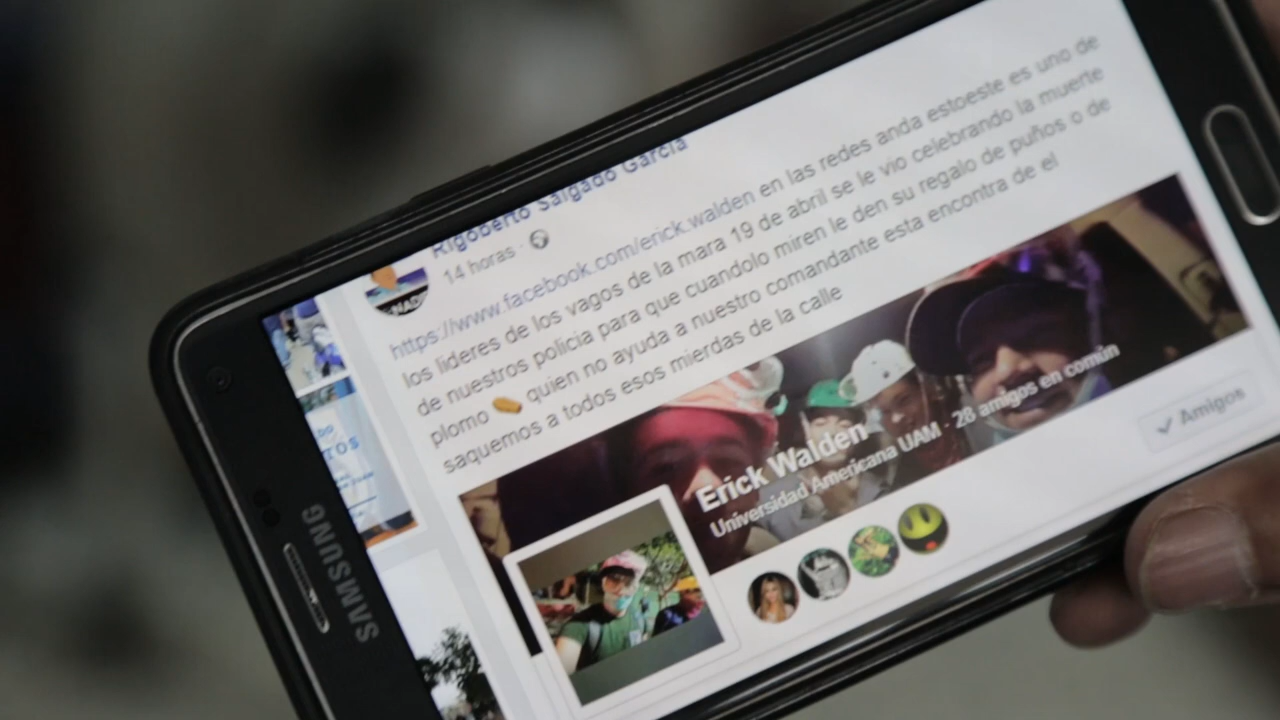 Rigoberto Salgado García
14 horas ·
https://www.facebook.com/erick.walden en las redes anda estoeste es uno de
los lideres de los vagos de la mara 19 de abril se le vio celebrando la muerte
de nuestros policia para que cuandolo miren le den su regalo de puños o de
plomo quien no ayuda a nuestro comandante esta encontra de el
saquemos a todos esos mierdas de la calle
Erick Walden
Universidad Americana UAM · 28 amigos en común
Amigos
SAMSUNG